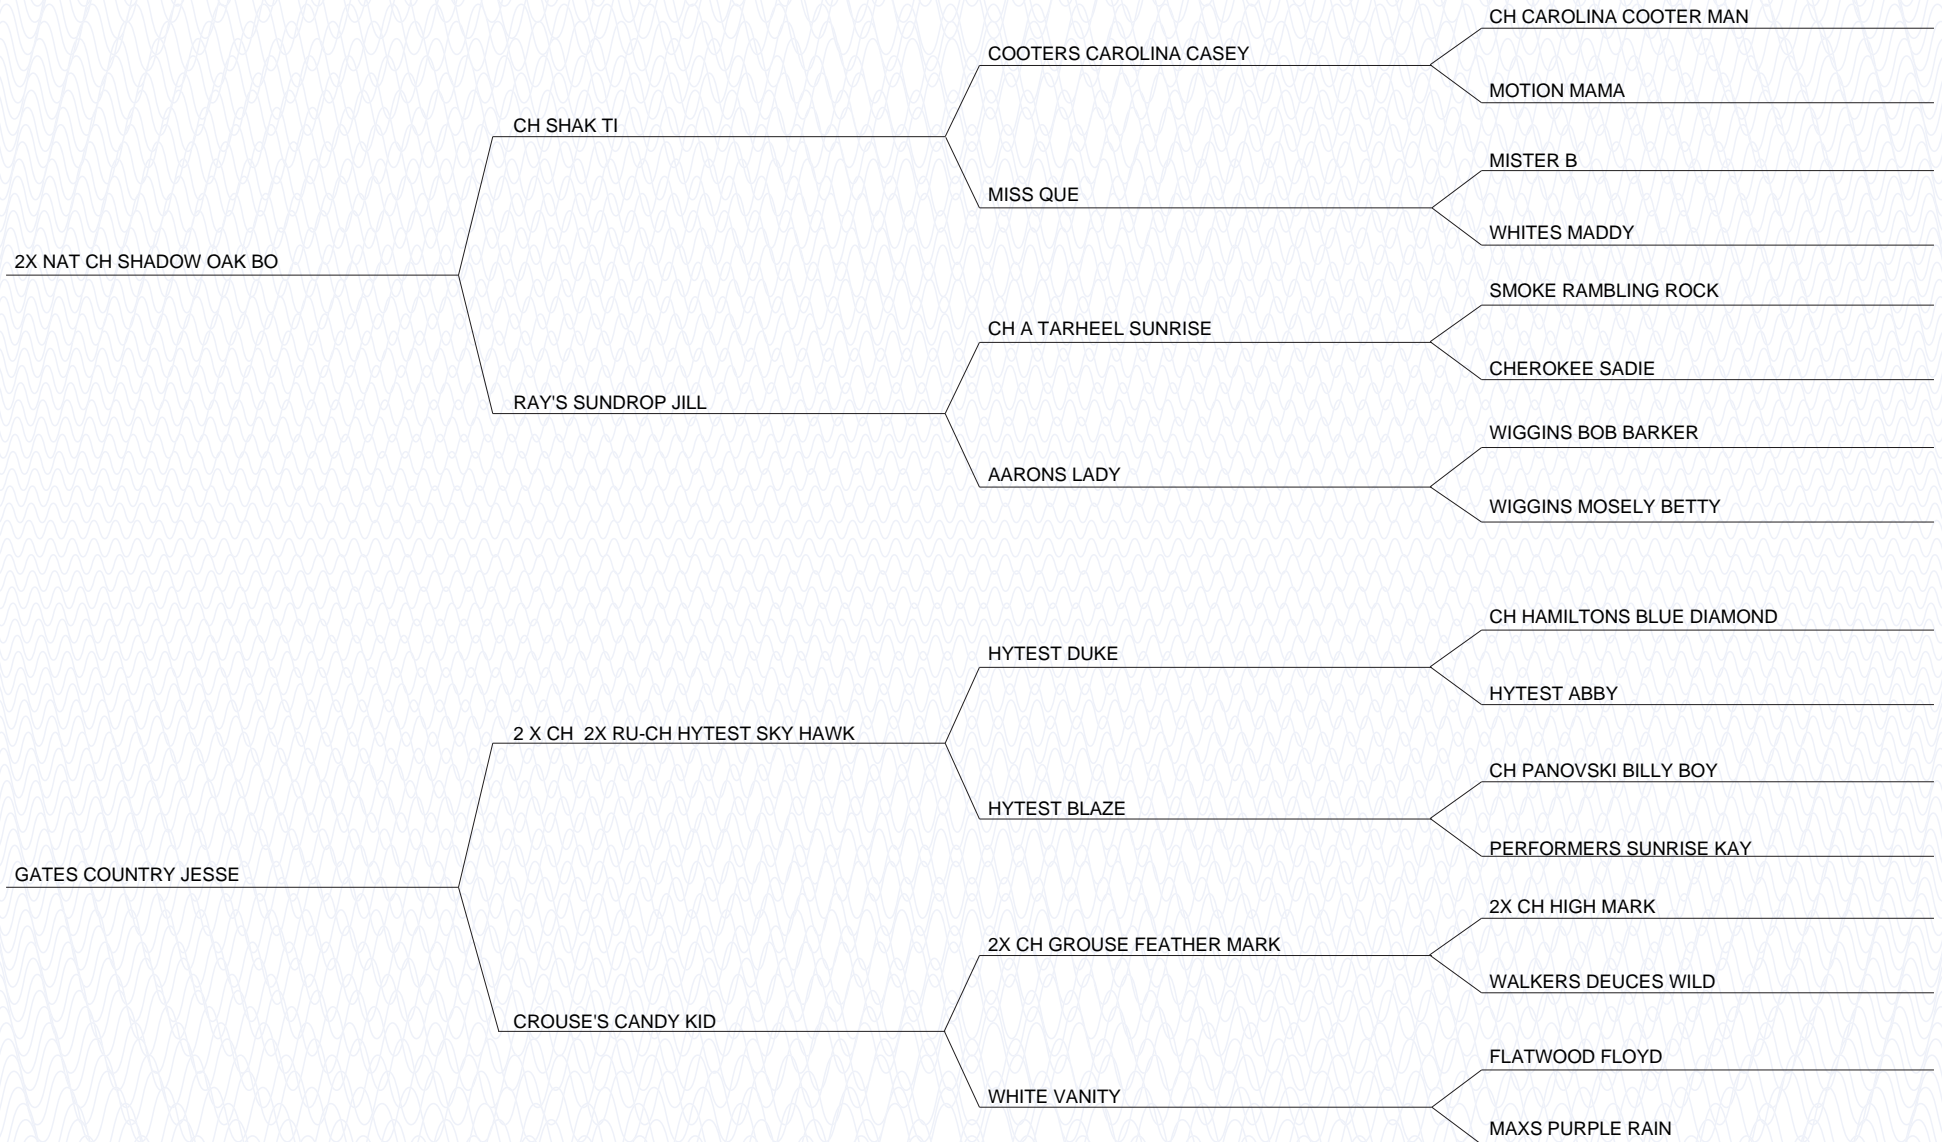 CH CAROLINA COOTER MAN
COOTERS CAROLINA CASEY
MOTION MAMA
CH SHAK TI
MISTER B
MISS QUE
WHITES MADDY
2X NAT CH SHADOW OAK BO
SMOKE RAMBLING ROCK
CH A TARHEEL SUNRISE
CHEROKEE SADIE
RAY'S SUNDROP JILL
WIGGINS BOB BARKER
AARONS LADY
WIGGINS MOSELY BETTY
CH HAMILTONS BLUE DIAMOND
HYTEST DUKE
HYTEST ABBY
2 X CH  2X RU-CH HYTEST SKY HAWK
CH PANOVSKI BILLY BOY
HYTEST BLAZE
PERFORMERS SUNRISE KAY
GATES COUNTRY JESSE
2X CH HIGH MARK
2X CH GROUSE FEATHER MARK
WALKERS DEUCES WILD
CROUSE'S CANDY KID
FLATWOOD FLOYD
WHITE VANITY
MAXS PURPLE RAIN